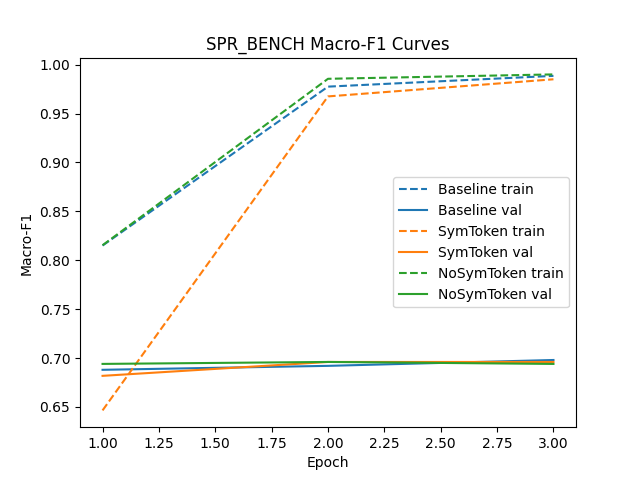 SPR_BENCH Macro-F1 Curves
Macro-F1
1.00
0.95
0.90
0.85
0.80
0.75
0.70
0.65
Baseline train
Baseline val
SymToken train
SymToken val
NoSymToken train
NoSymToken val
1.00 1.25 1.50 1.75 2.00 2.25 2.50 2.75 3.00
Epoch